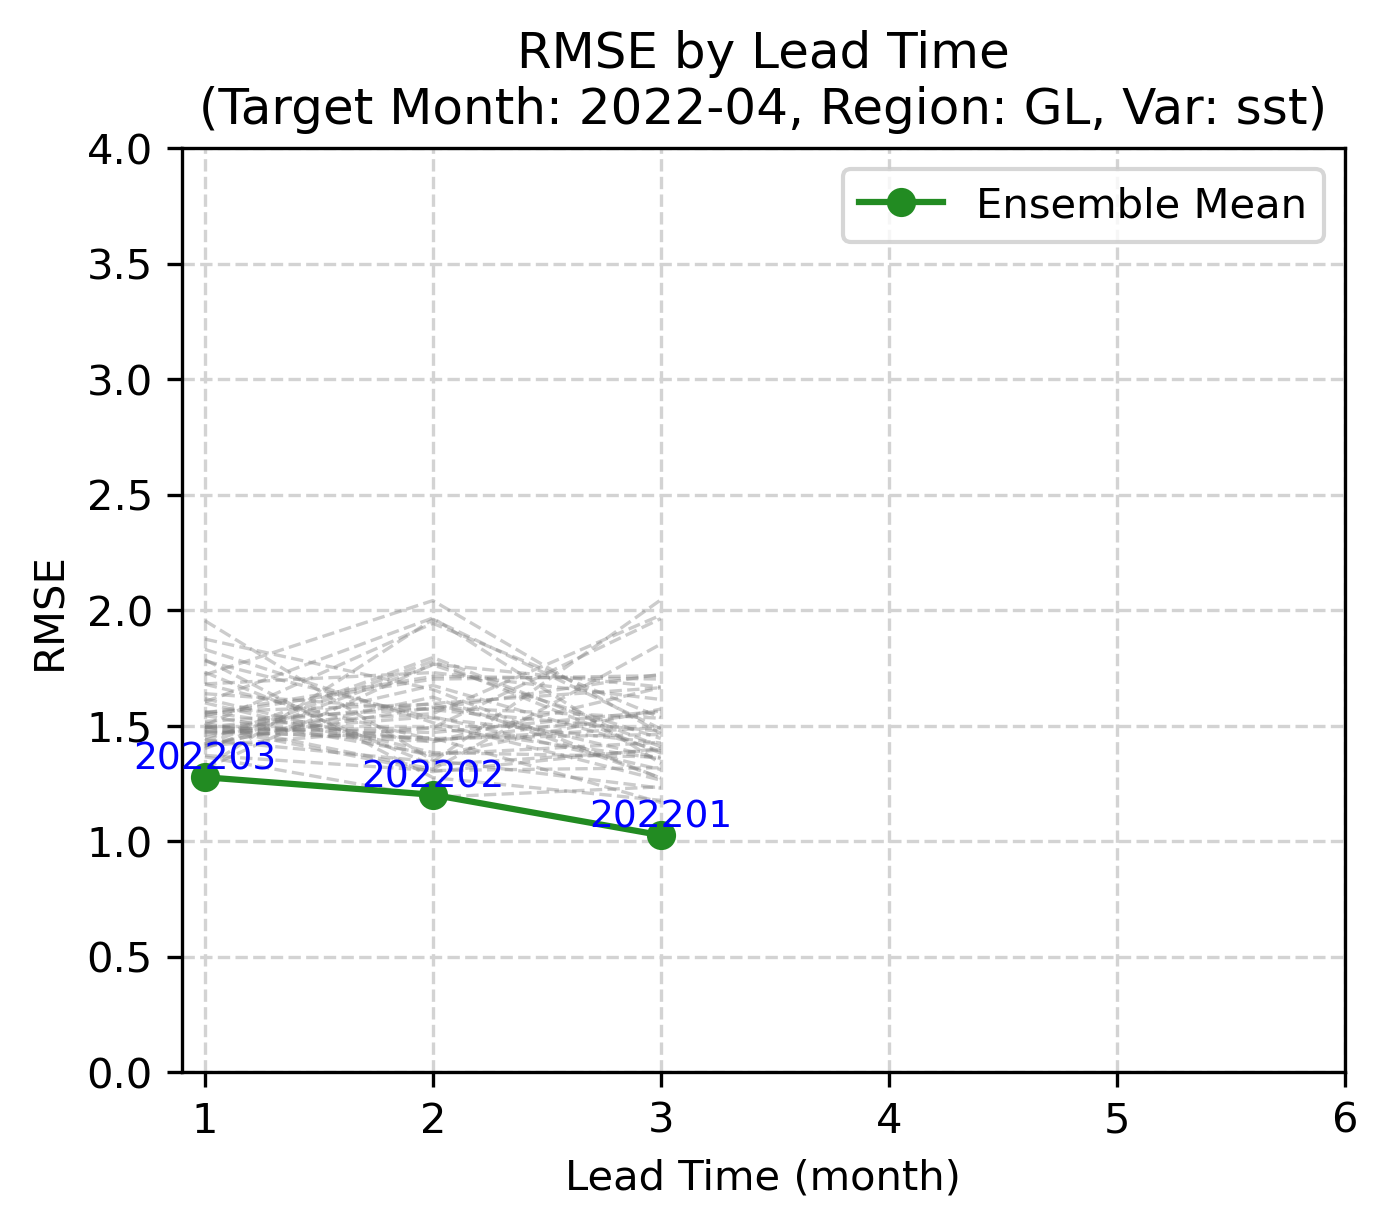 RMSE by Lead Time
(Target Month: 2022-04, Region: GL, Var: sst)
Ensemble Mean
RMSE
4.0
3.5
3.0
2.5
2.0
1.5
1.0
0.5
0.0
202203
202202
202201
1 2 3 4 5 6
Lead Time (month)